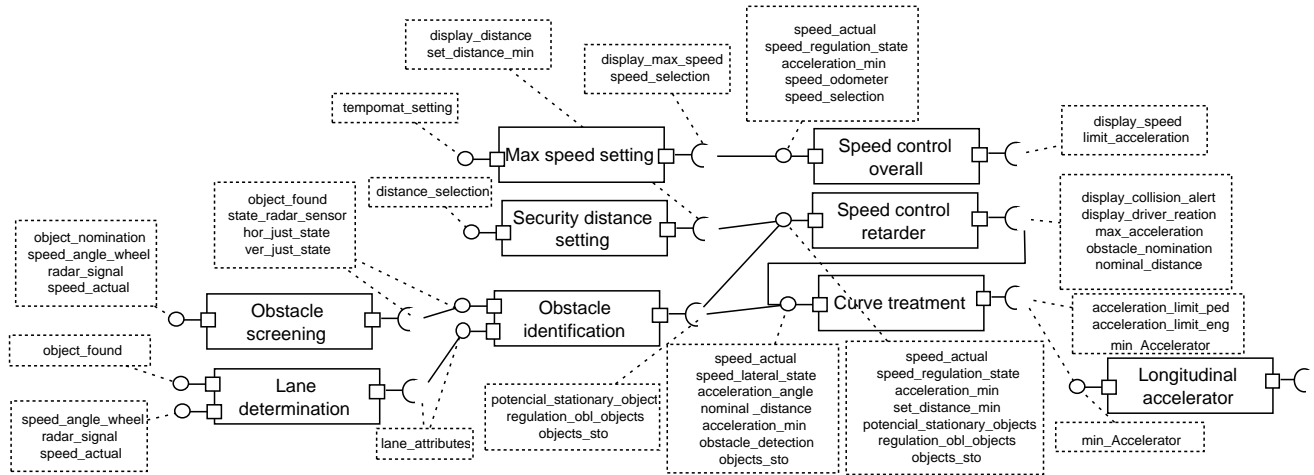 display_distance
set_distance_min
display_max_speed
speed_selection
speed_actual
speed_regulation_state
acceleration_min
speed_odometer
speed_selection
tempomat_setting
display_speed
limit_acceleration
Max speed setting
Speed control
overall
distance_selection
object_found
state_radar_sensor
hor_just_state
ver_just_state
Security distance
setting
Speed control
retarder
display_collision_alert
display_driver_reation
max_acceleration
obstacle_nomination
nominal_distance
object_nomination
speed_angle_wheel
radar_signal
speed_actual
Obstacle
screening
Obstacle
identification
Curve treatment
acceleration_limit_ped
acceleration_limit_eng
min_Accelerator
object_found
Lane
determination
speed_angle_wheel
radar_signal
speed_actual
lane_attributes
potencial_stationary_object
regulation_obl_objects
objects_sto
speed_actual
speed_lateral_state
acceleration_angle
nominal _distance
acceleration_min
obstacle_detection
objects_sto
speed_actual
speed_regulation_state
acceleration_min
set_distance_min
potencial_stationary_objects
regulation_obl_objects
objects_sto
Longitudinal
accelerator
min_Accelerator